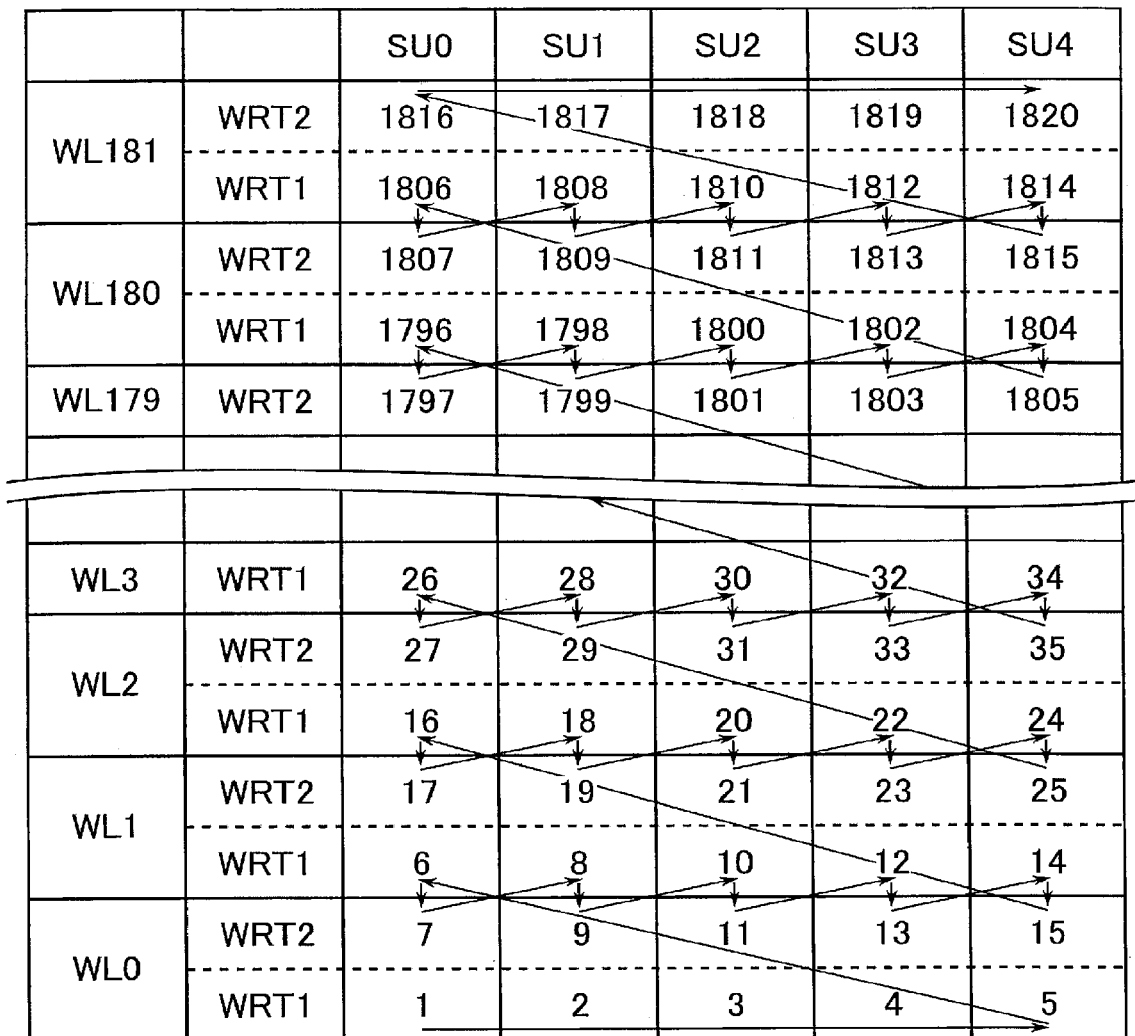 SU0 SU1 SU2 SU3 SU4
WL181 WRT2 1816 1817 1818 1819 1820
WRT1 1806 1808 1810 1812 1814
WL180 WRT2 1807 1809 1811 1813 1815
WRT1 1796 1798 1800 1802 1804
WL179 WRT2 1797 1799 1801 1803 1805
WL3 WRT1 26 28 30 32 34
WL2 WRT2 27 29 31 33 35
WRT1 16 18 20 22 24
WL1 WRT2 17 19 21 23 25
WRT1 6 8 10 12 14
WL0 WRT2 7 9 11 13 15
WRT1 1 2 3 4 5